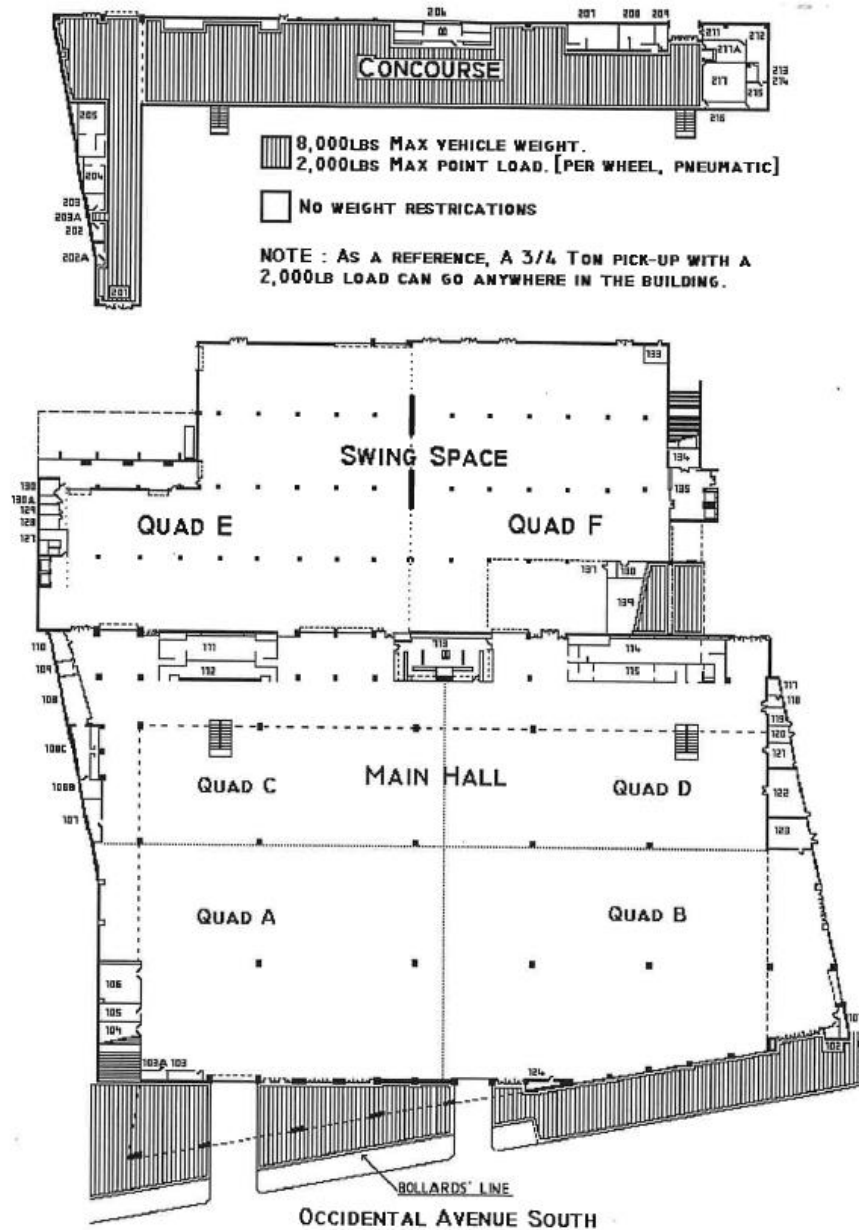 206
207
208
209
211
212
211A
217
213
214
215
216
CONCOURSE
205
204
203
203A
202
202A
201
8,000LBS MAX VEHICLE WEIGHT.
2,000LBS MAX POINT LOAD. [PER WHEEL, PNEUMATIC]
NO WEIGHT RESTRICATIONS
NOTE : AS A REFERENCE, A 3/4 TON PICK-UP WITH A
2,000LB LOAD CAN GO ANYWHERE IN THE BUILDING.
133
SWING SPACE
134
135
130
130A
129
128
127
QUAD E
QUAD F
137
138
139
110
109
108
111
112
113
114
115
117
118
119
120
121
122
123
108C
108B
107
QUAD C
MAIN HALL
QUAD D
QUAD A
QUAD B
106
105
104
103A 103
124
102
101
BOLLARDS' LINE
OCCIDENTAL AVENUE SOUTH